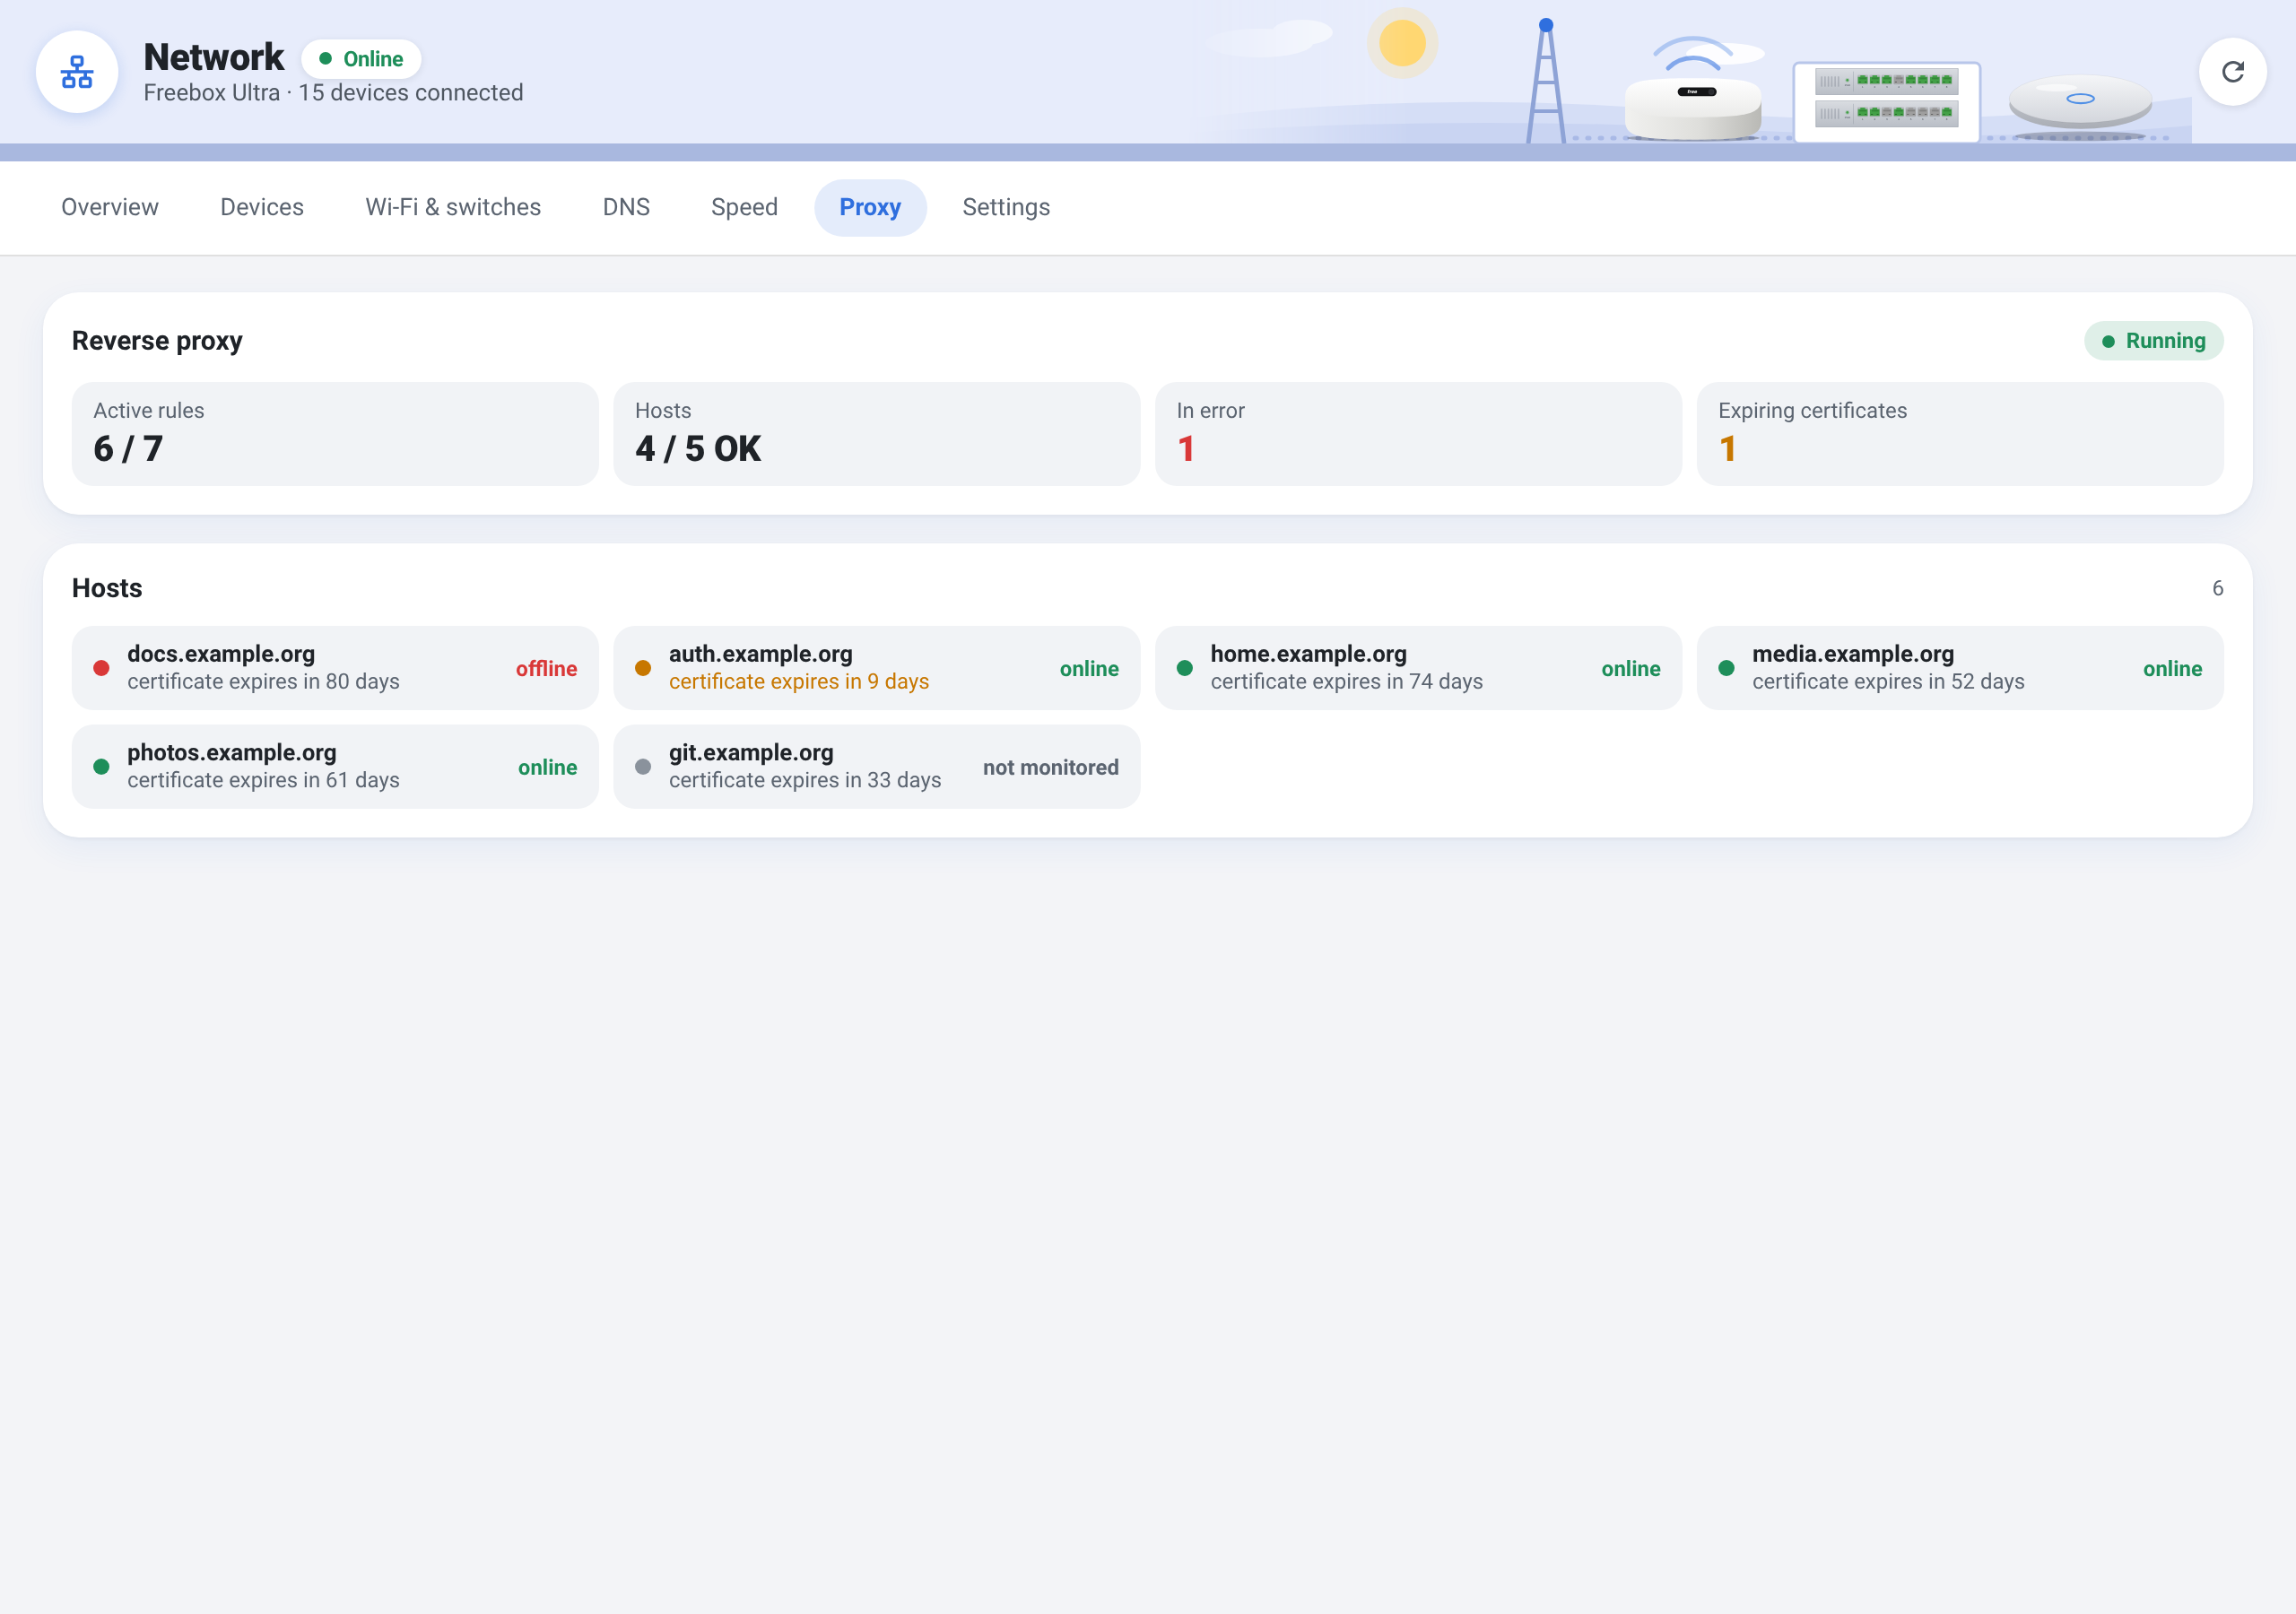 Network
Online
Freebox Ultra · 15 devices connected
free
Overview
Devices
Wi-Fi & switches
DNS
Speed
Proxy
Settings
Reverse proxy
Running
Active rules
6 / 7
Hosts
4 / 5 OK
In error
1
Expiring certificates
1
Hosts
6
docs.example.org
certificate expires in 80 days
offline
auth.example.org
certificate expires in 9 days
online
home.example.org
certificate expires in 74 days
online
media.example.org
certificate expires in 52 days
online
photos.example.org
certificate expires in 61 days
online
git.example.org
certificate expires in 33 days
not monitored